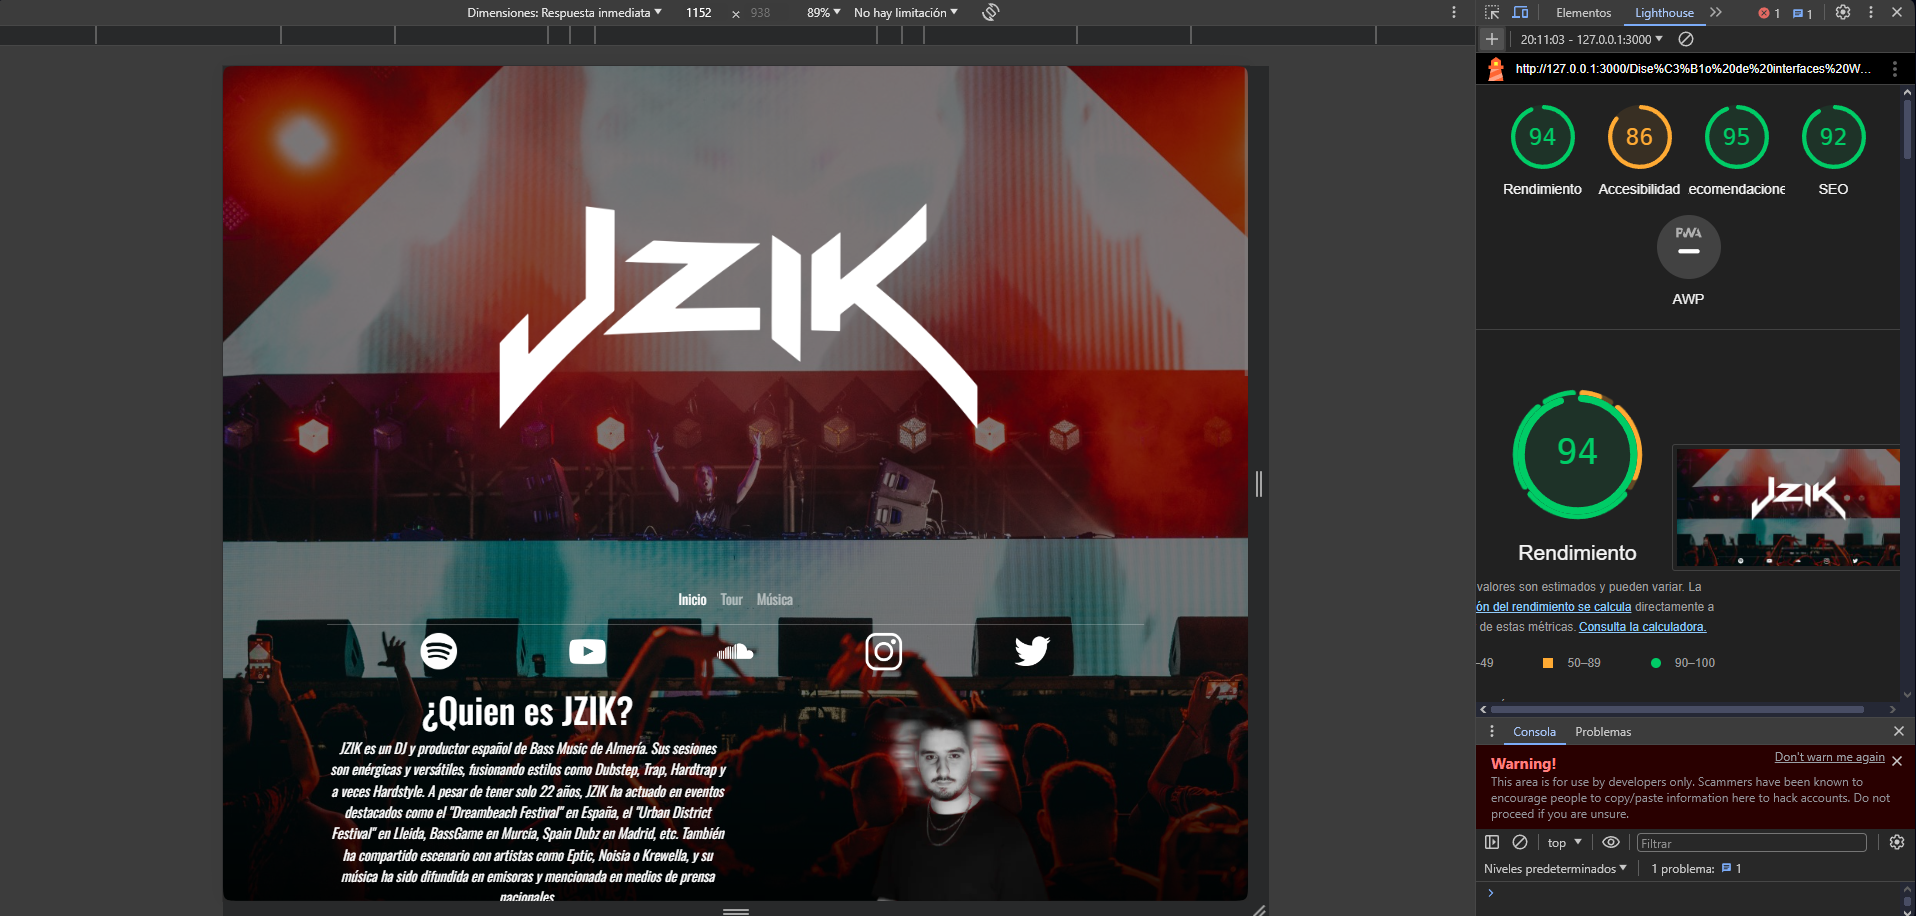 Dimensiones: Respuesta inmediata
1152 × 938
89%
No hay limitación
Elementos
Lighthouse
1
1
20:11:03 - 127.0.0.1:3000
http://127.0.0.1:3000/Dise%C3%B1o%20de%20interfaces%20W...
94
86
95
92
Rendimiento
Accesibilidad
ecomendacione
SEO
PWA
AWP
94
Rendimiento
valores son estimados y pueden variar. La
ón del rendimiento se calcula directamente a
de estas métricas. Consulta la calculadora.
–49
50–89
90–100
JZIK
JZIK
Inicio
Tour
Música
¿Quien es JZIK?
JZIK es un DJ y productor español de Bass Music de Almería. Sus sesiones
son enérgicas y versátiles, fusionando estilos como Dubstep, Trap, Hardtrap y
a veces Hardstyle. A pesar de tener solo 22 años, JZIK ha actuado en eventos
destacados como el "Dreambeach Festival" en España, el "Urban District
Festival" en Lleida, BassGame en Murcia, Spain Dubz en Madrid, etc. También
ha compartido escenario con artistas como Eptic, Noisia o Krewella, y su
música ha sido difundida en emisoras y mencionada en medios de prensa
nacionales
Consola
Problemas
Warning!
Don't warn me again
This area is for use by developers only. Scammers have been known to
encourage people to copy/paste information here to hack accounts. Do not
proceed if you are unsure.
top
Filtrar
Niveles predeterminados
1 problema:
1